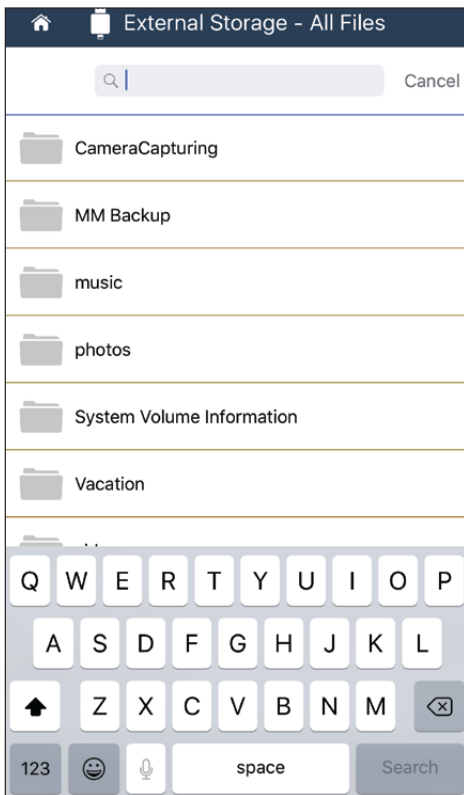 External Storage - All Files
Cancel
CameraCapturing
MM Backup
music
photos
System Volume Information
Vacation
Q W E R T Y U I O P
A S D F G H J K L
Z X C V B N M
123 space Search